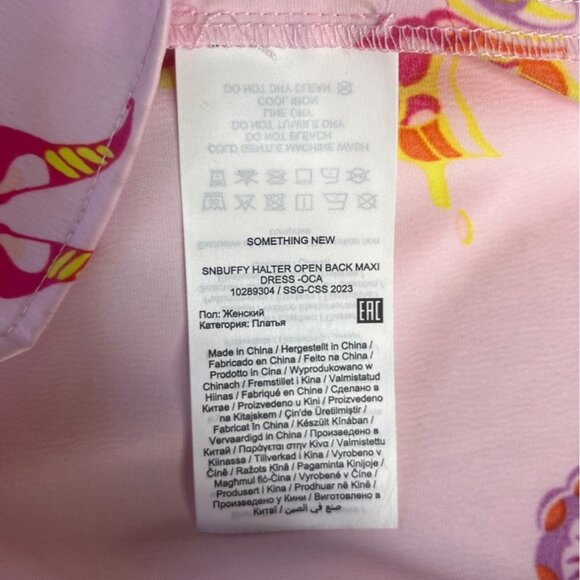 DO NOT DRY CLEAN
COOL IRON
LINE DRY
DO NOT TUMBLE DRY
DO NOT BLEACH
COLD GENTLE MACHINE WASH
SOMETHING NEW
SNBUFFY HALTER OPEN BACK MAXI
DRESS -OCA
10289304 / SSG-CSS 2023
Пол: Женский
Категория: Платья
EAC
Made in China / Hergestellt in China /
Fabricado en China / Feito na China /
Prodotto in Cina / Wyprodukowano w
Chinach / Fremstillet i Kina / Valmistatud
Hiinas / Fabriqué en Chine / Сделано в
Китае / Proizvedeno u Kini / Proizvedeno
na Kitajskem / Çin'de Üretilmiştir /
Fabricat în China / Készült Kínában /
Vervaardigd in China / Произведено в
Китай / Παράγεται στην Κίνα / Valmistettu
Kiinassa / Tillverkad i Kina / Vyrobeno v
Číně / Ražots Ķīnā / Pagaminta Kinijoje /
Magħmul fiċ-Ċina / Vyrobené v Číne /
Produsert i Kina / Prodhuar në Kinë /
Произведено у Кини / Виготовлено в
Китаї / صنع في الصين